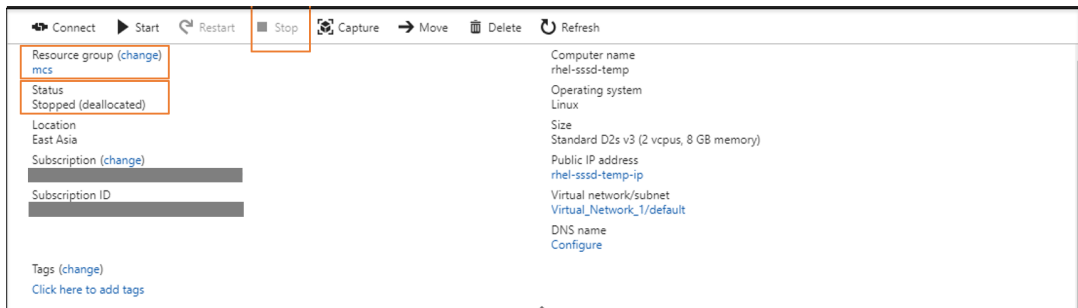 Connect Start Restart Stop Capture Move Delete Refresh
Resource group (change)
mcs
Status
Stopped (deallocated)
Location
East Asia
Subscription (change)
Subscription ID
Computer name
rhel-sssd-temp
Operating system
Linux
Size
Standard D2s v3 (2 vcpus, 8 GB memory)
Public IP address
rhel-sssd-temp-ip
Virtual network/subnet
Virtual_Network_1/default
DNS name
Configure
Tags (change)
Click here to add tags